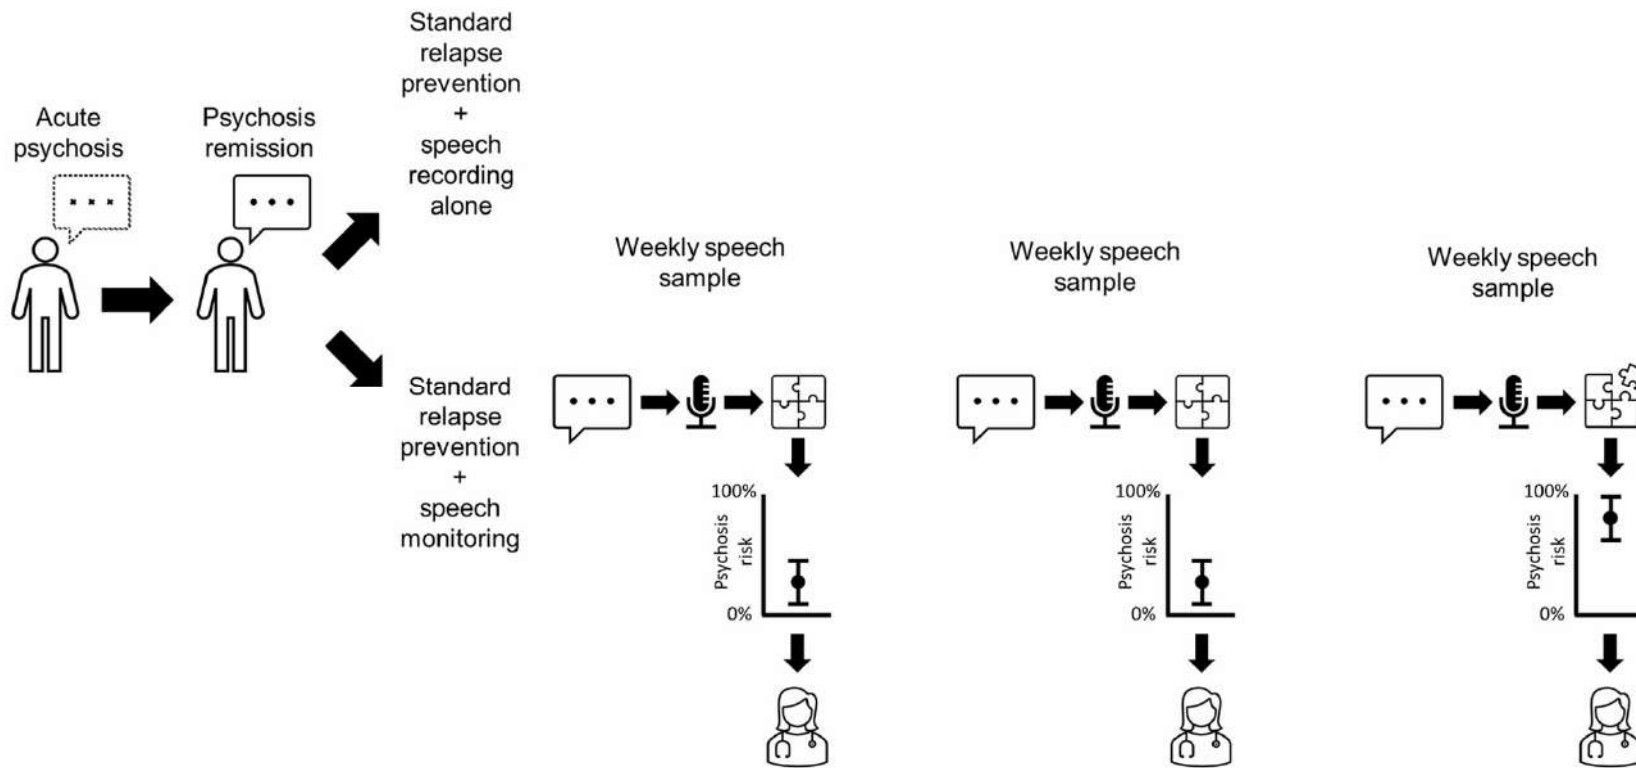 Acute
psychosis
Psychosis
remission
Standard
relapse
prevention
+
speech
recording
alone
Standard
relapse
prevention
+
speech
monitoring
Weekly speech
sample
100%
Psychosis
risk
0%
Weekly speech
sample
100%
Psychosis
risk
0%
Weekly speech
sample
100%
Psychosis
risk
0%